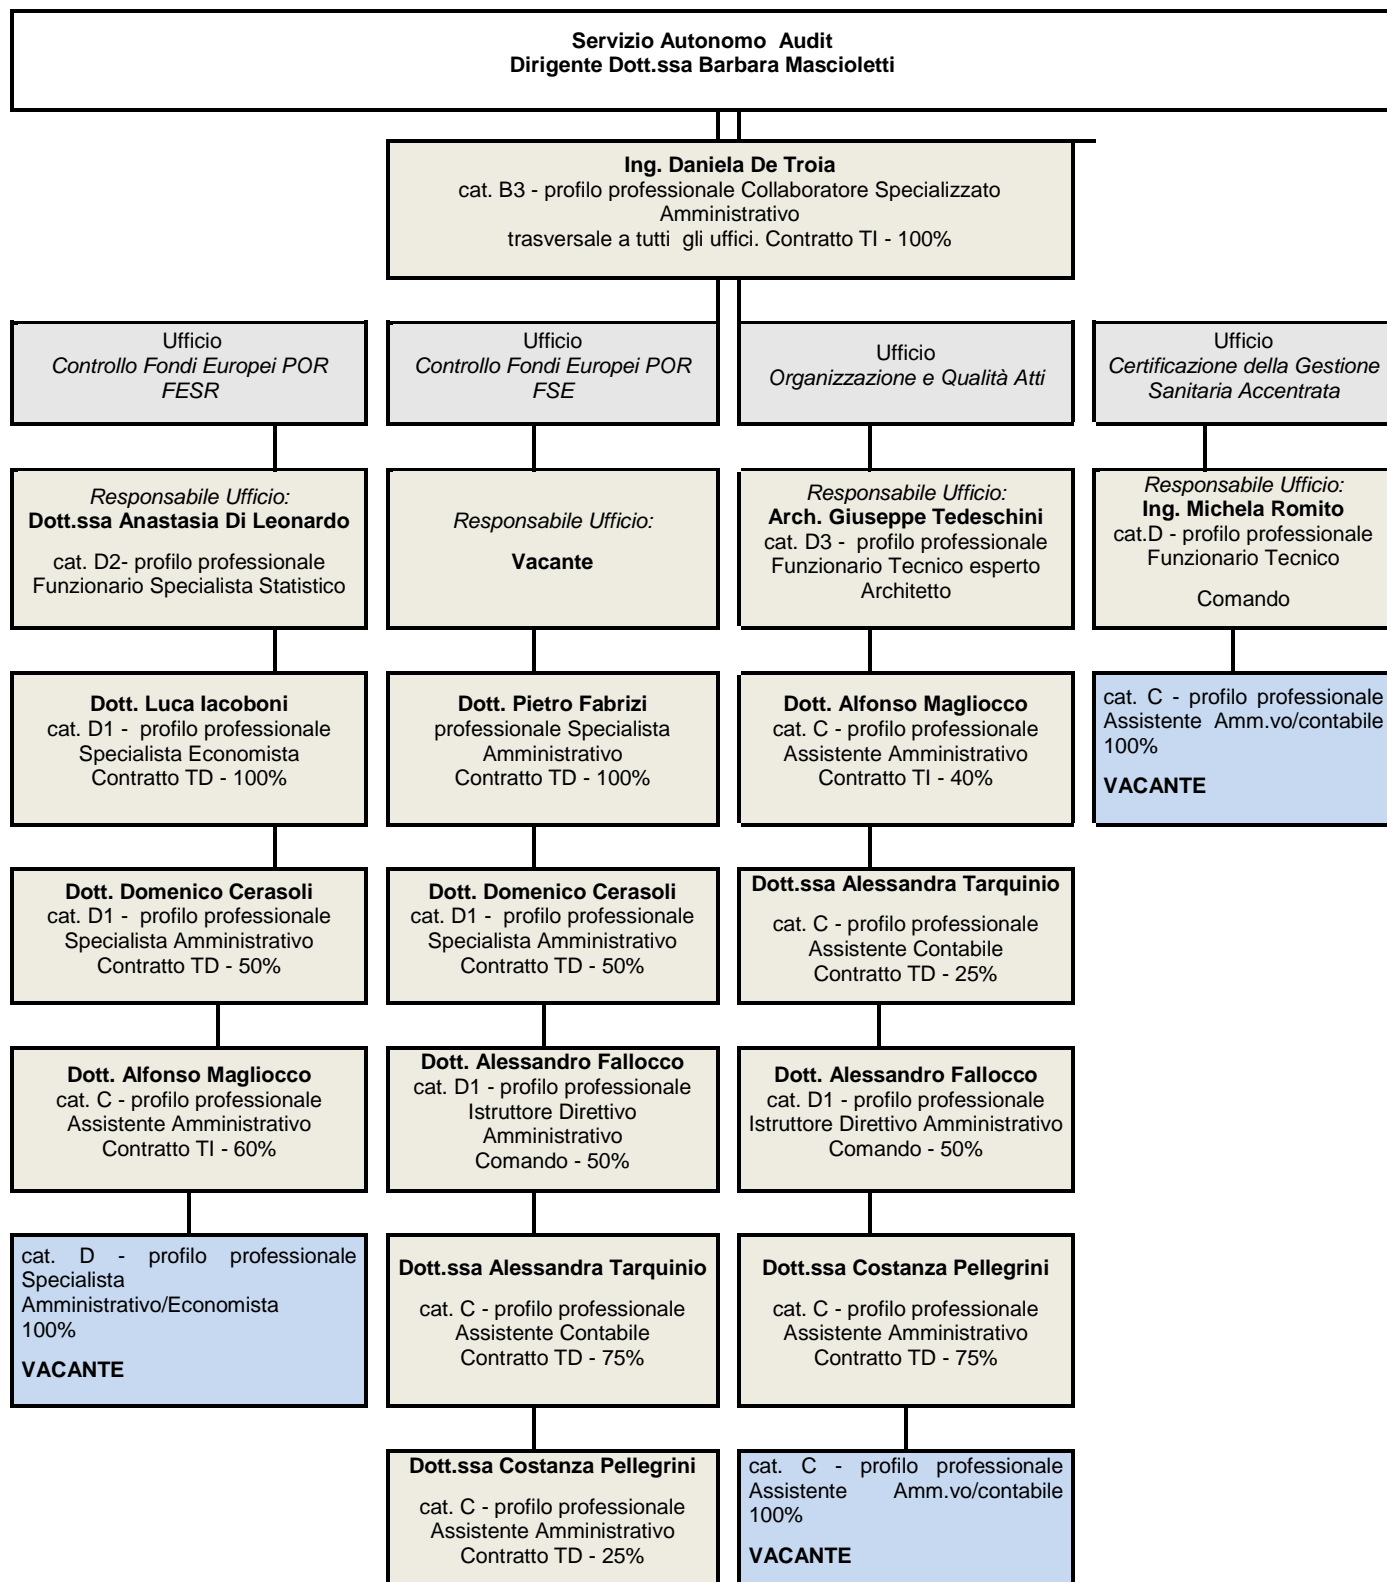 Servizio Autonomo  Audit
Dirigente Dott.ssa Barbara Mascioletti
Ing. Daniela De Troia
cat. B3 - profilo professionale Collaboratore Specializzato
Amministrativo
trasversale a tutti  gli uffici. Contratto TI - 100%
Ufficio
Controllo Fondi Europei POR
FESR
Ufficio
Controllo Fondi Europei POR
FSE
Ufficio
Organizzazione e Qualità Atti
Ufficio
Certificazione della Gestione
Sanitaria Accentrata
Responsabile Ufficio:
Dott.ssa Anastasia Di Leonardo
cat. D2- profilo professionale
Funzionario Specialista Statistico
Responsabile Ufficio:
Vacante
Responsabile Ufficio:
Arch. Giuseppe Tedeschini
cat. D3 -  profilo professionale
Funzionario Tecnico esperto
Architetto
Responsabile Ufficio:
Ing. Michela Romito
cat.D - profilo professionale
Funzionario Tecnico
Comando
Dott. Luca Iacoboni
cat. D1 -  profilo professionale
Specialista Economista
Contratto TD - 100%
Dott. Pietro Fabrizi
professionale Specialista
Amministrativo
Contratto TD - 100%
Dott. Alfonso Magliocco
cat. C - profilo professionale
Assistente Amministrativo
Contratto TI - 40%
cat. C - profilo professionale
Assistente Amm.vo/contabile
100%
VACANTE
Dott. Domenico Cerasoli
cat. D1 -  profilo professionale
Specialista Amministrativo
Contratto TD - 50%
Dott. Domenico Cerasoli
cat. D1 -  profilo professionale
Specialista Amministrativo
Contratto TD - 50%
Dott.ssa Alessandra Tarquinio
cat. C - profilo professionale
Assistente Contabile
Contratto TD - 25%
Dott. Alfonso Magliocco
cat. C - profilo professionale
Assistente Amministrativo
Contratto TI - 60%
Dott. Alessandro Fallocco
cat. D1 - profilo professionale
Istruttore Direttivo
Amministrativo
Comando - 50%
Dott. Alessandro Fallocco
cat. D1 - profilo professionale
Istruttore Direttivo Amministrativo
Comando - 50%
cat. D - profilo professionale
Specialista
Amministrativo/Economista
100%
VACANTE
Dott.ssa Alessandra Tarquinio
cat. C - profilo professionale
Assistente Contabile
Contratto TD - 75%
Dott.ssa Costanza Pellegrini
cat. C - profilo professionale
Assistente Amministrativo
Contratto TD - 75%
Dott.ssa Costanza Pellegrini
cat. C - profilo professionale
Assistente Amministrativo
Contratto TD - 25%
cat. C - profilo professionale
Assistente Amm.vo/contabile
100%
VACANTE